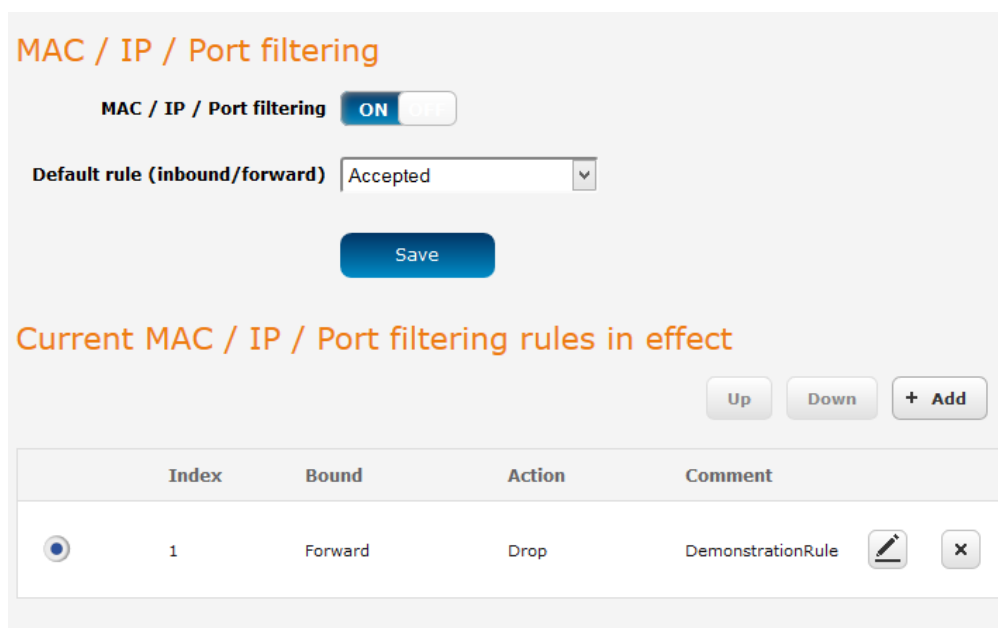 MAC / IP / Port filtering
MAC / IP / Port filtering ON OFF
Default rule (inbound/forward) Accepted
Save
Current MAC / IP / Port filtering rules in effect
Up Down + Add
Index Bound Action Comment
1 Forward Drop DemonstrationRule